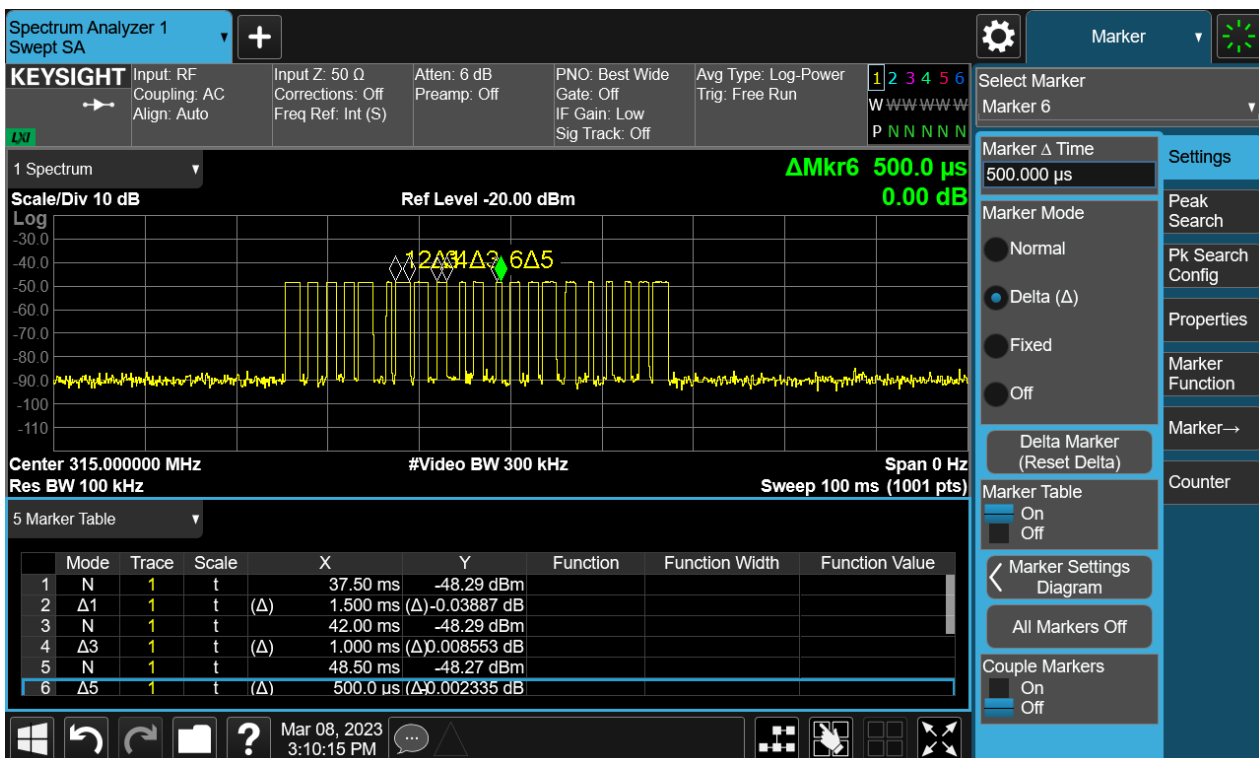 Spectrum Analyzer 1
Swept SA
Marker
KEYSIGHT
LXI
Input: RF
Coupling: AC
Align: Auto
Input Z: 50 Ω
Corrections: Off
Freq Ref: Int (S)
Atten: 6 dB
Preamp: Off
PNO: Best Wide
Gate: Off
IF Gain: Low
Sig Track: Off
Avg Type: Log-Power
Trig: Free Run
1 2 3 4 5 6
W W W W W W
P N N N N N
Select Marker
Marker 6
1 Spectrum
ΔMkr6 500.0 µs
0.00 dB
Scale/Div 10 dB
Ref Level -20.00 dBm
Log
-30.0
-40.0
-50.0
-60.0
-70.0
-80.0
-90.0
-100
-110
6Δ5
Center 315.000000 MHz
#Video BW 300 kHz
Span 0 Hz
Res BW 100 kHz
Sweep 100 ms (1001 pts)
5 Marker Table
Mode Trace Scale X Y Function Function Width Function Value
1 N 1 t 37.50 ms -48.29 dBm
2 Δ1 1 t (Δ) 1.500 ms (Δ) -0.03887 dB
3 N 1 t 42.00 ms -48.29 dBm
4 Δ3 1 t (Δ) 1.000 ms (Δ) 0.008553 dB
5 N 1 t 48.50 ms -48.27 dBm
6 Δ5 1 t (Δ) 500.0 µs 0.002335 dB
Mar 08, 2023
3:10:15 PM
Marker Δ Time
500.000 µs
Marker Mode
Normal
Delta (Δ)
Fixed
Off
Delta Marker
(Reset Delta)
Marker Table
On
Off
Marker Settings
Diagram
All Markers Off
Couple Markers
On
Off
Settings
Peak
Search
Pk Search
Config
Properties
Marker
Function
Marker→
Counter